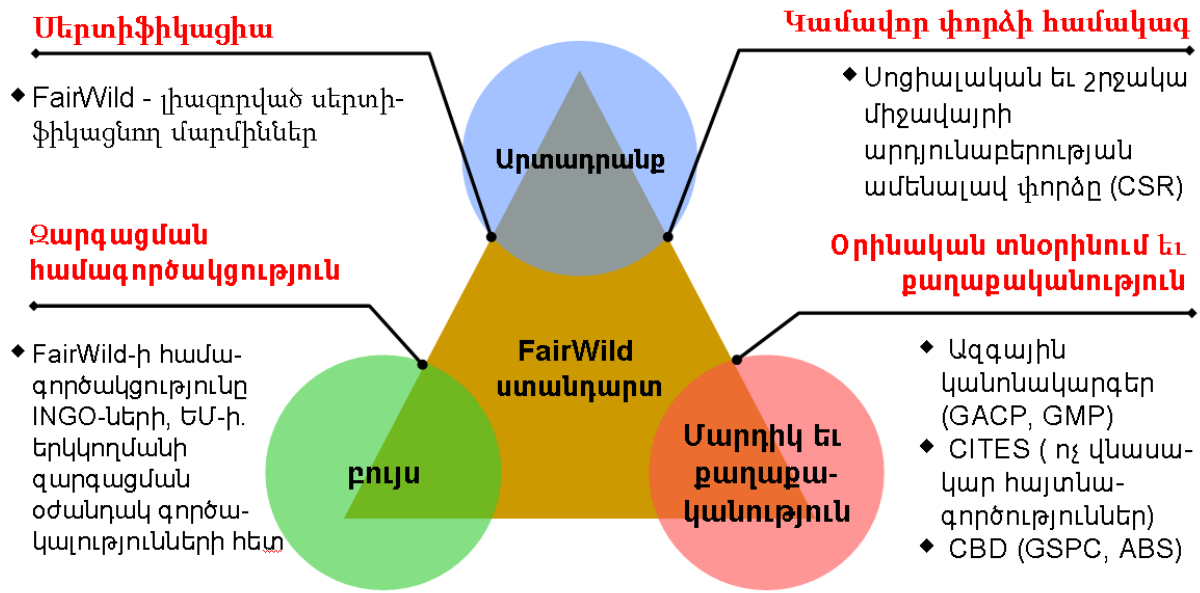 Սերտիֆիկացիա
◆ FairWild - լիազորված սերտի-
ֆիկացնող մարմիններ
Կամավոր փորձի համակագ
◆ Սոցիալական եւ շրջակա
միջավայրի
արդյունաբերության
ամենալավ փորձը (CSR)
Արտադրանք
Զարգացման
համագործակցություն
◆ FairWild-ի համա-
գործակցությունը
INGO-ների, ԵՄ-ի.
երկկողմանի
զարգացման
օժանդակ գործա-
կալությունների հետ
Օրինական տնօրինում եւ
քաղաքականություն
◆ Ազգային
կանոնակարգեր
(GACP, GMP)
◆ CITES ( ոչ վնասա-
կար հայտնա-
գործություններ)
◆ CBD (GSPC, ABS)
FairWild
ստանդարտ
բույս
Մարդիկ եւ
քաղաքա-
կանություն